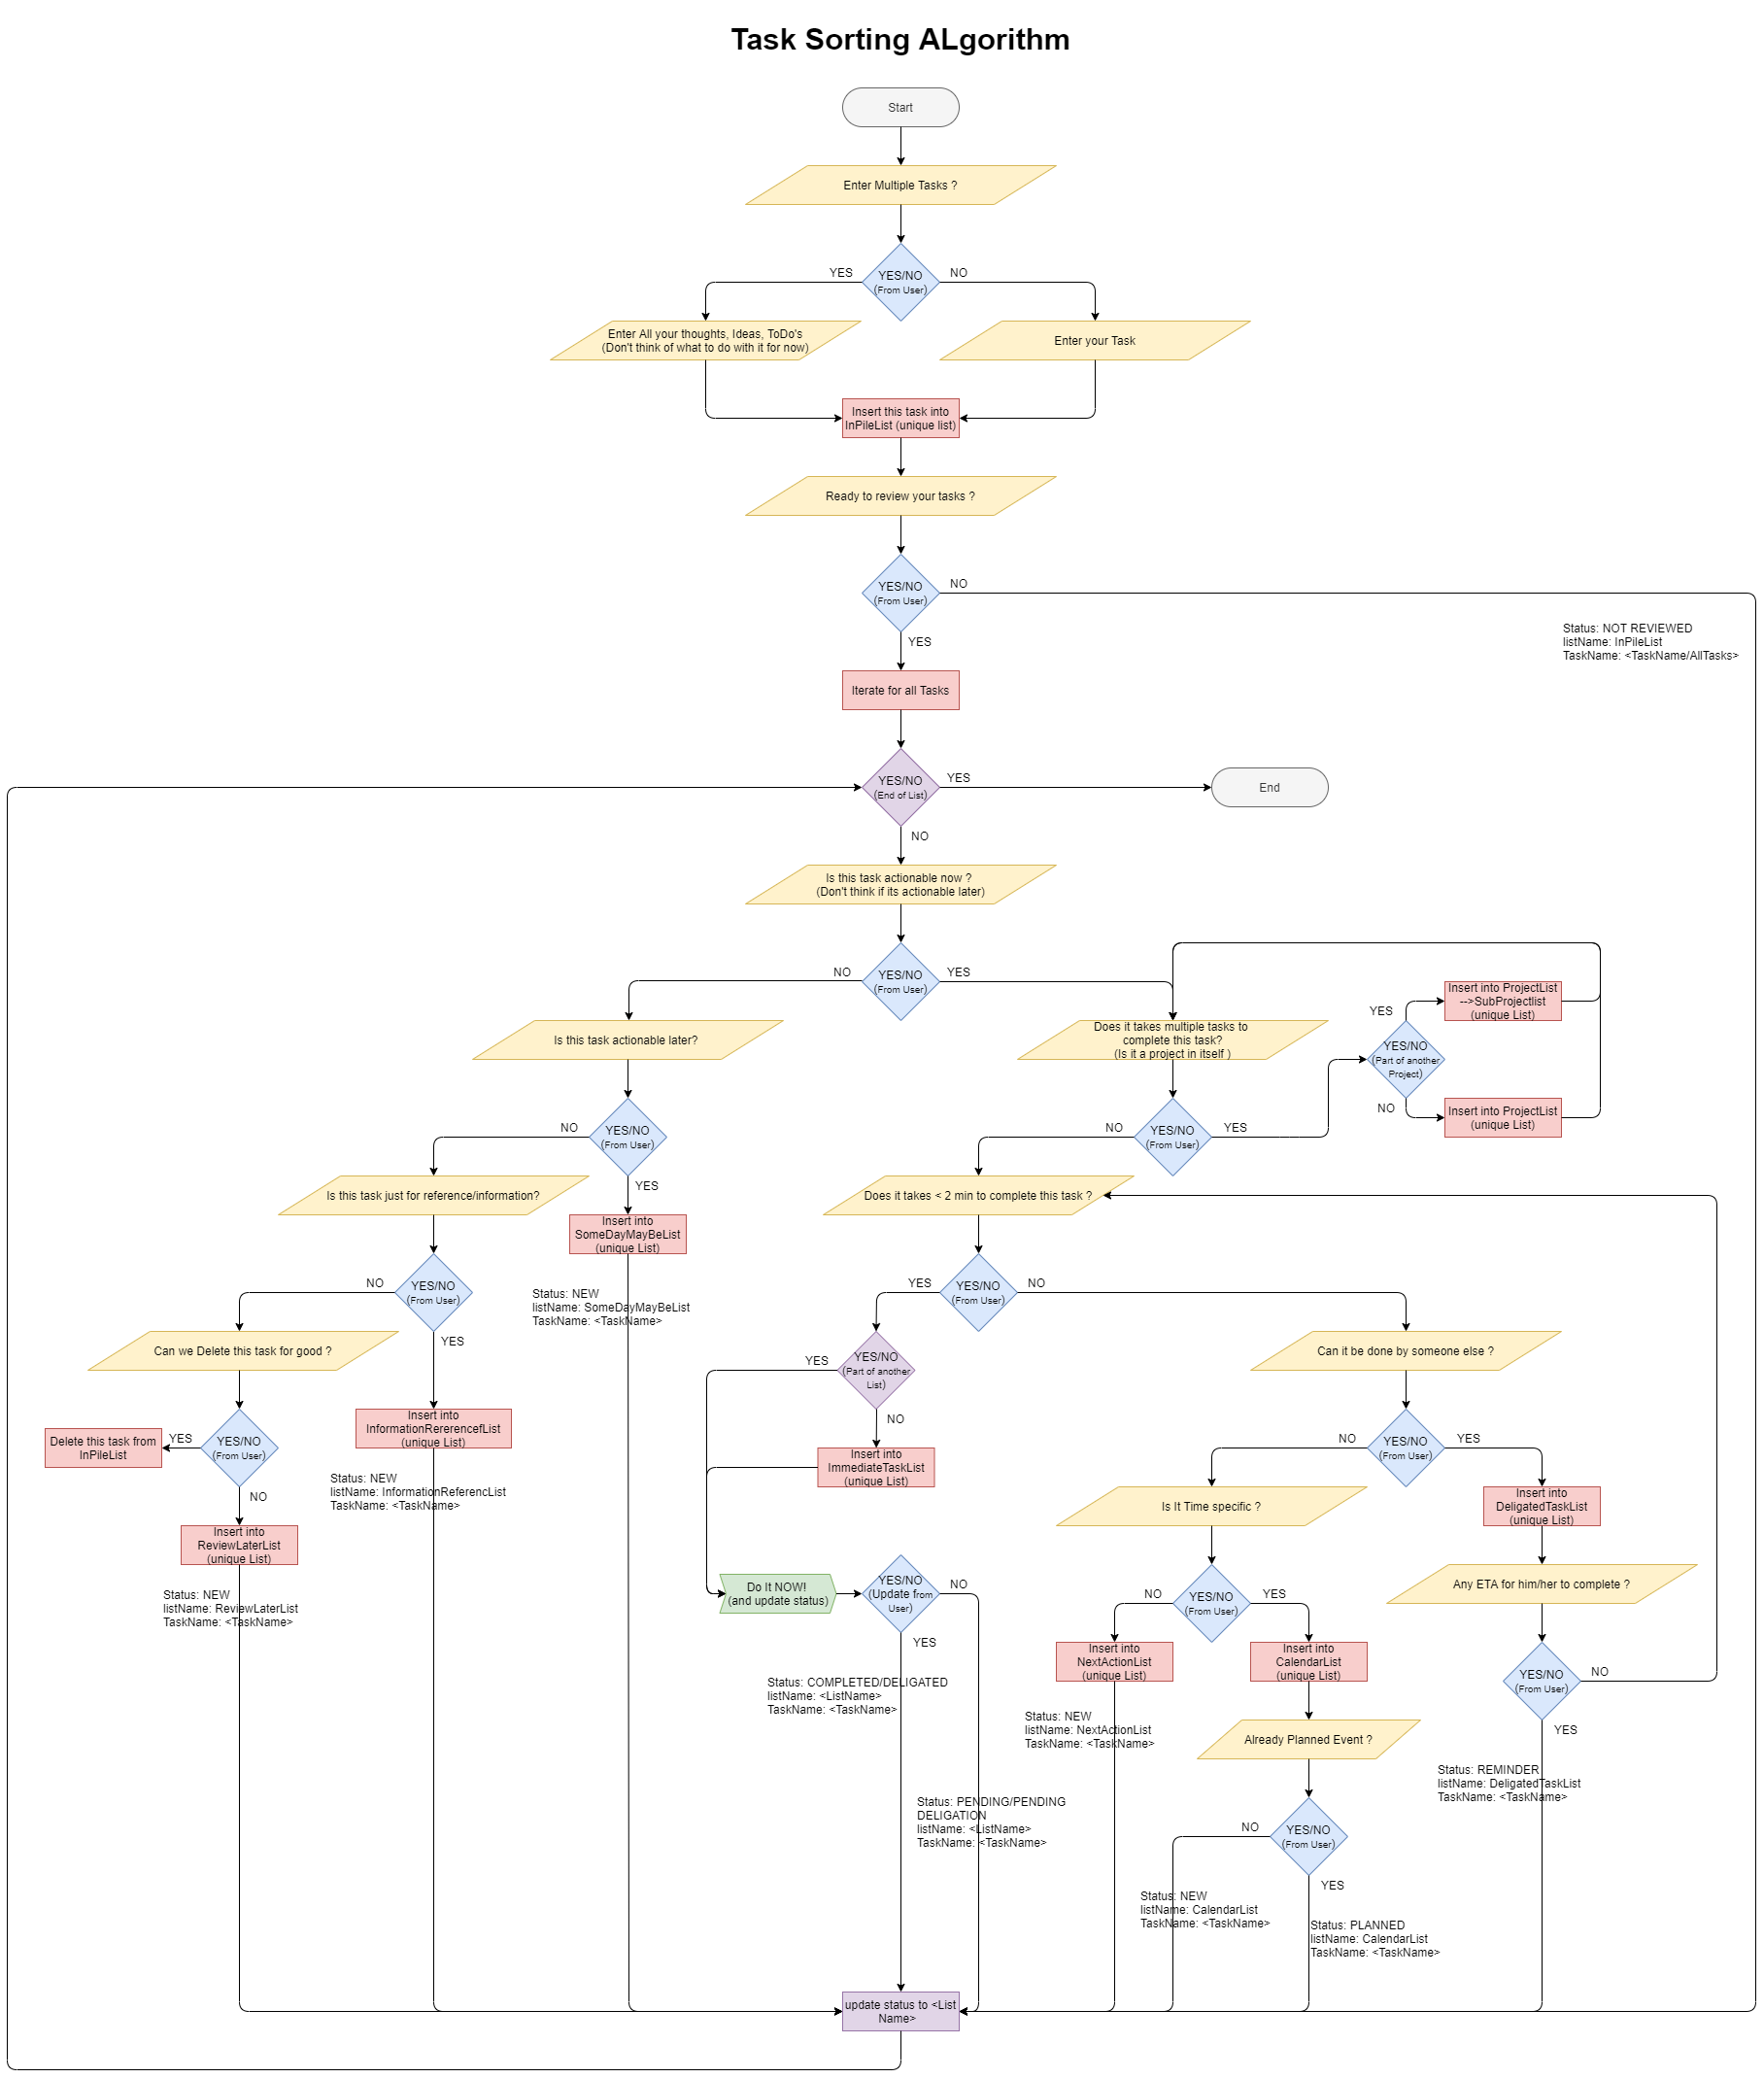 Task Sorting ALgorithm
Start
Enter Multiple Tasks ?
YES
YES/NO
(From User)
NO
Enter All your thoughts, Ideas, ToDo's
(Don't think of what to do with it for now)
Enter your Task
Insert this task into
InPileList (unique list)
Ready to review your tasks ?
YES/NO
(From User)
NO
YES
Status: NOT REVIEWED
listName: InPileList
TaskName: <TaskName/AllTasks>
Iterate for all Tasks
YES/NO
(End of List)
YES
End
NO
Is this task actionable now ?
(Don't think if its actionable later)
NO
YES/NO
(From User)
YES
Is this task actionable later?
Does it takes multiple tasks to
complete this task?
(Is it a project in itself )
Insert into ProjectList
-->SubProjectlist
(unique List)
YES
YES/NO
(Part of another
Project)
NO
Insert into ProjectList
(unique List)
NO
YES/NO
(From User)
YES
NO
YES/NO
(From User)
YES
Is this task just for reference/information?
Insert into
SomeDayMayBeList
(unique List)
Does it takes < 2 min to complete this task ?
NO
YES/NO
(From User)
YES
Status: NEW
listName: SomeDayMayBeList
TaskName: <TaskName>
YES
YES/NO
(From User)
NO
Can we Delete this task for good ?
YES
YES/NO
(Part of another
List)
NO
Can it be done by someone else ?
Insert into
InformationRererencefList
(unique List)
Delete this task from
InPileList
YES
YES/NO
(From User)
NO
Insert into
ImmediateTaskList
(unique List)
NO
YES/NO
(From User)
YES
Status: NEW
listName: InformationReferencList
TaskName: <TaskName>
Is It Time specific ?
Insert into
DeligatedTaskList
(unique List)
Insert into
ReviewLaterList
(unique List)
Status: NEW
listName: ReviewLaterList
TaskName: <TaskName>
Do It NOW!
(and update status)
YES/NO
(Update from
User)
NO
YES
NO
YES/NO
(From User)
YES
Any ETA for him/her to complete ?
Insert into
NextActionList
(unique List)
Insert into
CalendarList
(unique List)
YES/NO
(From User)
NO
YES
Status: COMPLETED/DELIGATED
listName: <ListName>
TaskName: <TaskName>
Status: NEW
listName: NextActionList
TaskName: <TaskName>
Already Planned Event ?
Status: REMINDER
listName: DeligatedTaskList
TaskName: <TaskName>
Status: PENDING/PENDING
DELIGATION
listName: <ListName>
TaskName: <TaskName>
NO
YES/NO
(From User)
YES
Status: NEW
listName: CalendarList
TaskName: <TaskName>
Status: PLANNED
listName: CalendarList
TaskName: <TaskName>
update status to <List
Name>